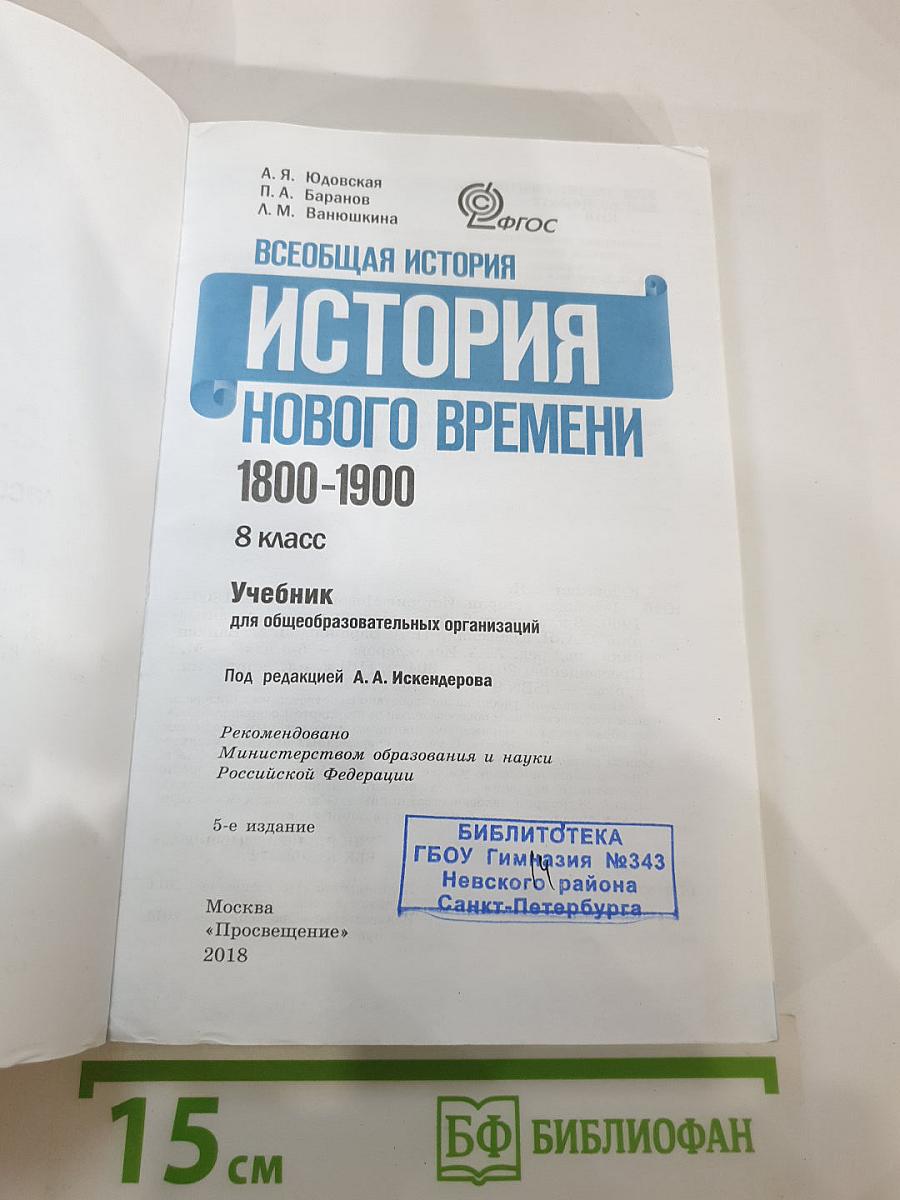 А. Я. Юдовская
П. А. Баранов
Л. М. Ванюшкина
ФГОС
ВСЕОБЩАЯ ИСТОРИЯ
ИСТОРИЯ
НОВОГО ВРЕМЕНИ
1800-1900
8 класс
Учебник
для общеобразовательных организаций
Под редакцией А. А. Искендерова
Рекомендовано
Министерством образования и науки
Российской Федерации
5-е издание
БИБЛИТОТЕКА
ГБОУ Гимназия №343
Невского района
Санкт-Петербурга
Москва
«Просвещение»
2018
15 см
БФ БИБЛИОФАН